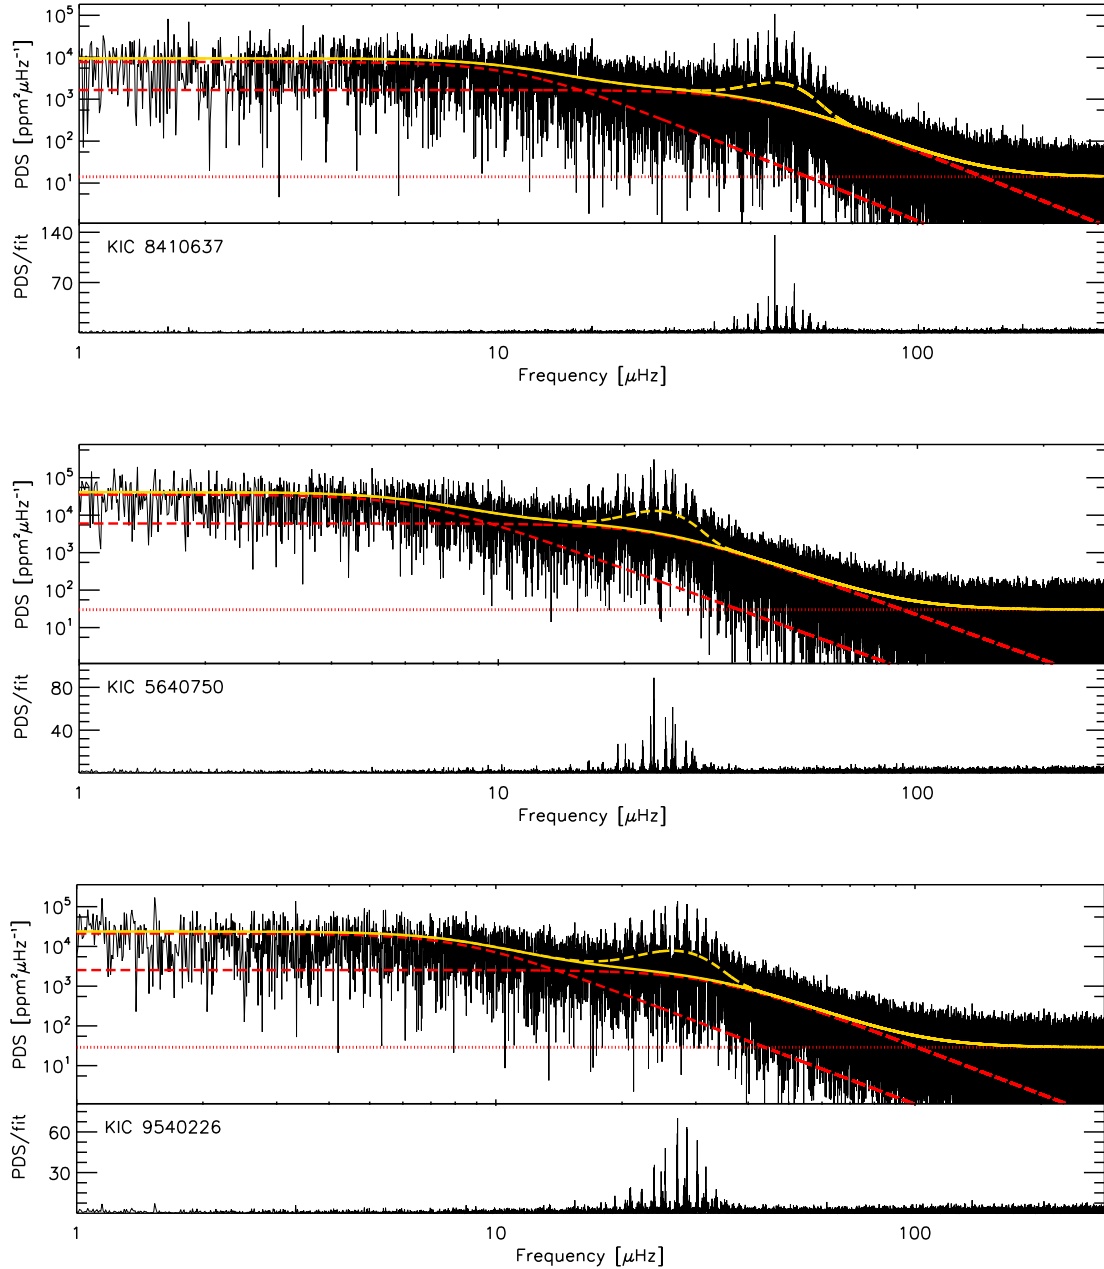 10⁵
10⁴
10³
10²
10¹
PDS [ppm²μHz⁻¹]
140
70
PDS/fit
KIC 8410637
1 10 100
Frequency [μHz]
10⁵
10⁴
10³
10²
10¹
PDS [ppm²μHz⁻¹]
80
40
PDS/fit
KIC 5640750
1 10 100
Frequency [μHz]
10⁵
10⁴
10³
10²
10¹
PDS [ppm²μHz⁻¹]
60
30
PDS/fit
KIC 9540226
1 10 100
Frequency [μHz]